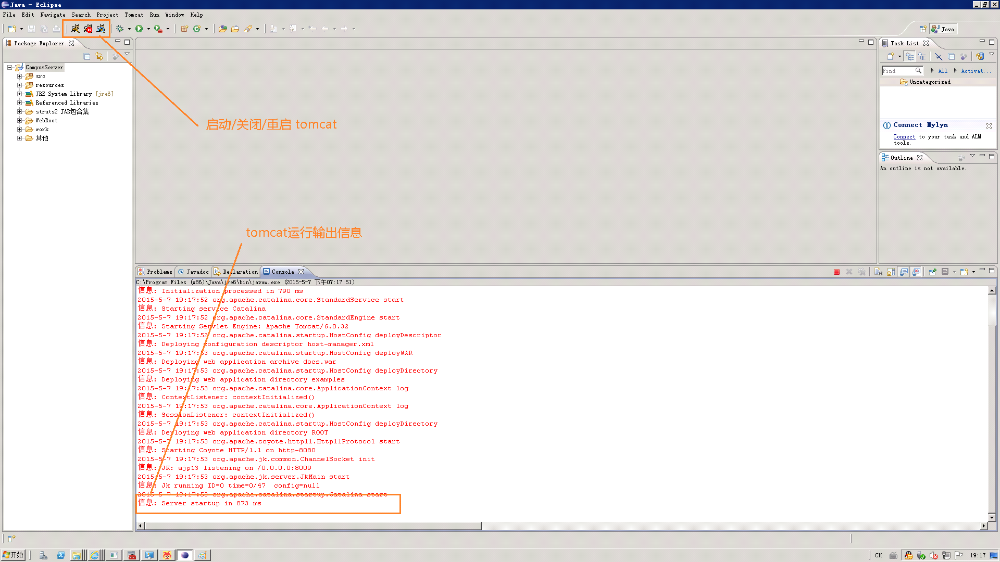 Java - Eclipse
File Edit Navigate Search Project Tomcat Run Window Help
Java
Package Explorer
CampusServer
src
resources
JRE System Library [jre6]
Referenced Libraries
struts2 JAR包合集
WebRoot
work
其他
启动/关闭/重启 tomcat
tomcat运行输出信息
Task List
Find All Activat...
Uncategorized
Connect Mylyn
Connect to your task and ALM
tools.
Outline
An outline is not available.
Problems Javadoc Declaration Console
C:\Program Files (x86)\Java\jre6\bin\javaw.exe (2015-5-7 下午07:17:51)
信息: Initialization processed in 790 ms
2015-5-7 19:17:52 org.apache.catalina.core.StandardService start
信息: Starting service Catalina
2015-5-7 19:17:52 org.apache.catalina.core.StandardEngine start
信息: Starting Servlet Engine: Apache Tomcat/6.0.32
2015-5-7 19:17:52 org.apache.catalina.startup.HostConfig deployDescriptor
信息: Deploying configuration descriptor host-manager.xml
2015-5-7 19:17:53 org.apache.catalina.startup.HostConfig deployWAR
信息: Deploying web application archive docs.war
2015-5-7 19:17:53 org.apache.catalina.startup.HostConfig deployDirectory
信息: Deploying web application directory examples
2015-5-7 19:17:53 org.apache.catalina.core.ApplicationContext log
信息: ContextListener: contextInitialized()
2015-5-7 19:17:53 org.apache.catalina.core.ApplicationContext log
信息: SessionListener: contextInitialized()
2015-5-7 19:17:53 org.apache.catalina.startup.HostConfig deployDirectory
信息: Deploying web application directory ROOT
2015-5-7 19:17:53 org.apache.coyote.http11.Http11Protocol start
信息: Starting Coyote HTTP/1.1 on http-8080
2015-5-7 19:17:53 org.apache.jk.common.ChannelSocket init
信息: JK: ajp13 listening on /0.0.0.0:8009
2015-5-7 19:17:53 org.apache.jk.server.JkMain start
信息: Jk running ID=0 time=0/47  config=null
2015-5-7 19:17:53 org.apache.catalina.startup.Catalina start
信息: Server startup in 873 ms
开始
CH
19:17